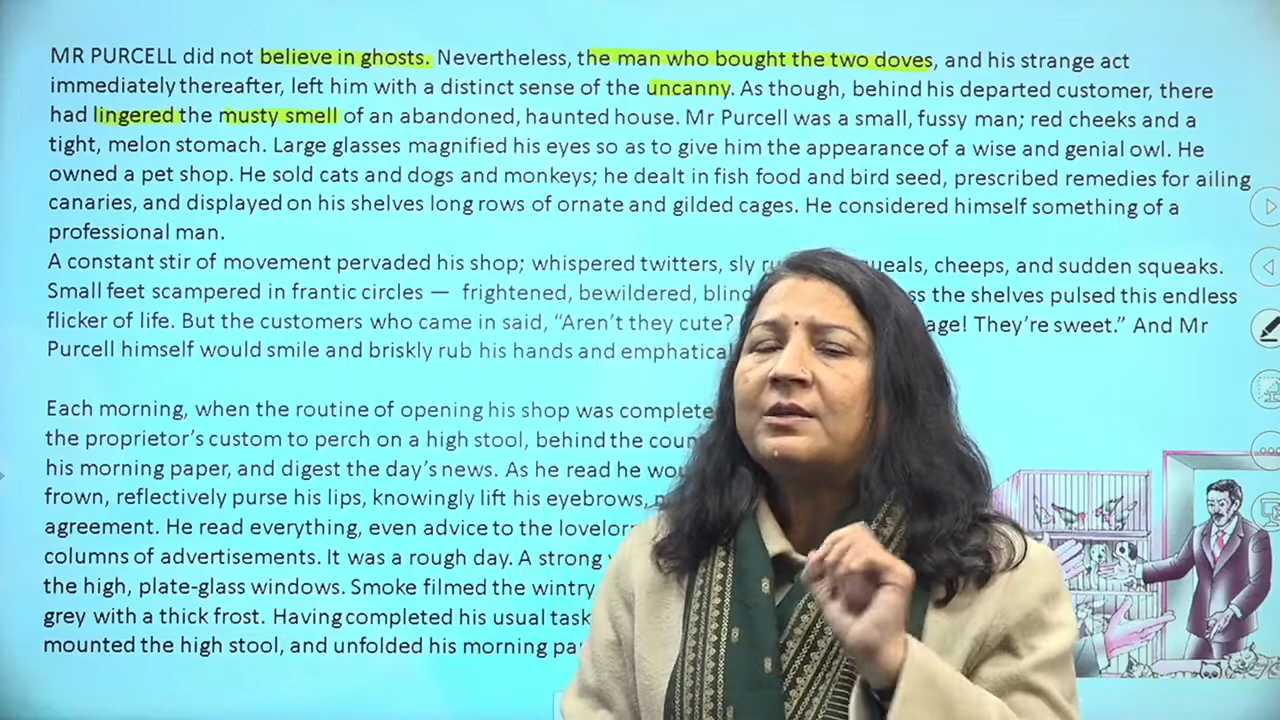 MR PURCELL did not believe in ghosts. Nevertheless, the man who bought the two doves, and his strange act
immediately thereafter, left him with a distinct sense of the uncanny. As though, behind his departed customer, there
had lingered the musty smell of an abandoned, haunted house. Mr Purcell was a small, fussy man; red cheeks and a
tight, melon stomach. Large glasses magnified his eyes so as to give him the appearance of a wise and genial owl. He
owned a pet shop. He sold cats and dogs and monkeys; he dealt in fish food and bird seed, prescribed remedies for ailing
canaries, and displayed on his shelves long rows of ornate and gilded cages. He considered himself something of a
professional man.
A constant stir of movement pervaded his shop; whispered twitters, sly cheeps, and sudden squeaks.
Small feet scampered in frantic circles — frightened, bewildered, the shelves pulsed this endless
flicker of life. But the customers who came in said, “Aren’t they cute? They’re sweet.” And Mr
Purcell himself would smile and briskly rub his hands and
Each morning, when the routine of opening his shop was
the proprietor’s custom to perch on a high stool, behind the
his morning paper, and digest the day’s news. As he read he
frown, reflectively purse his lips, knowingly lift his eyebrows,
agreement. He read everything, even advice to the
columns of advertisements. It was a rough day. A strong
the high, plate-glass windows. Smoke filmed the wintry
grey with a thick frost. Having completed his usual
mounted the high stool, and unfolded his morning